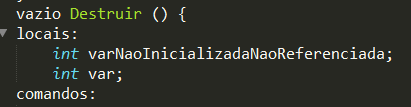 vazio Destruir () {
locais:
int varNaoInicializadaNaoReferenciada;
int var;
comandos: